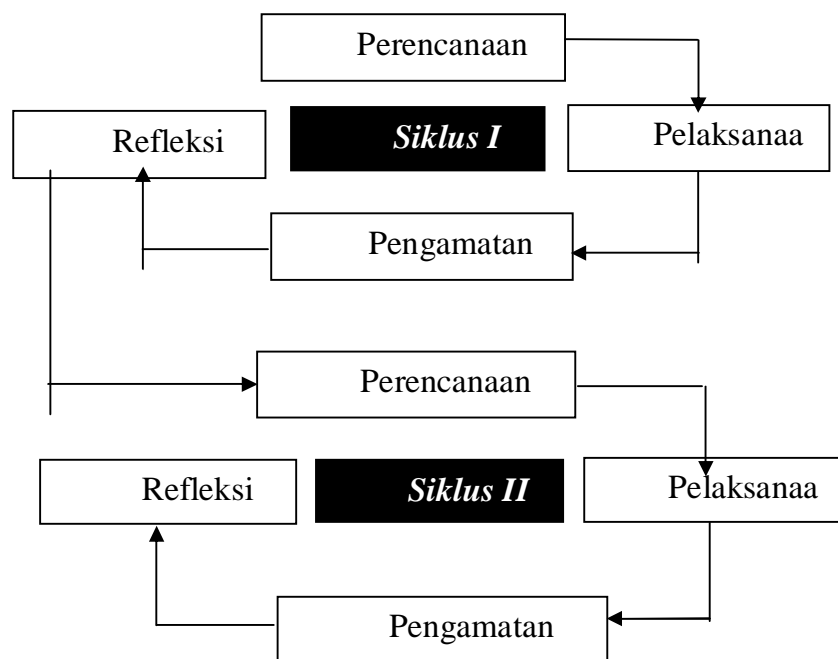 Perencanaan
Refleksi
Siklus I
Pelaksanaa
Pengamatan
Perencanaan
Refleksi
Siklus II
Pelaksanaa
Pengamatan